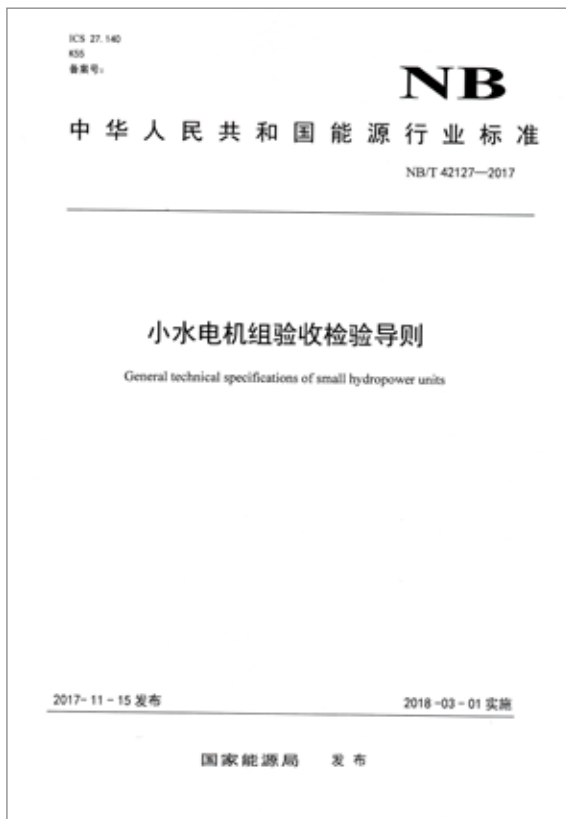 ICS 27.140
K55
备案号：
NB
中华人民共和国能源行业标准
NB/T 42127—2017
小水电机组验收检验导则
General technical specifications of small hydropower units
2017-11-15 发布
2018-03-01 实施
国家能源局 发布